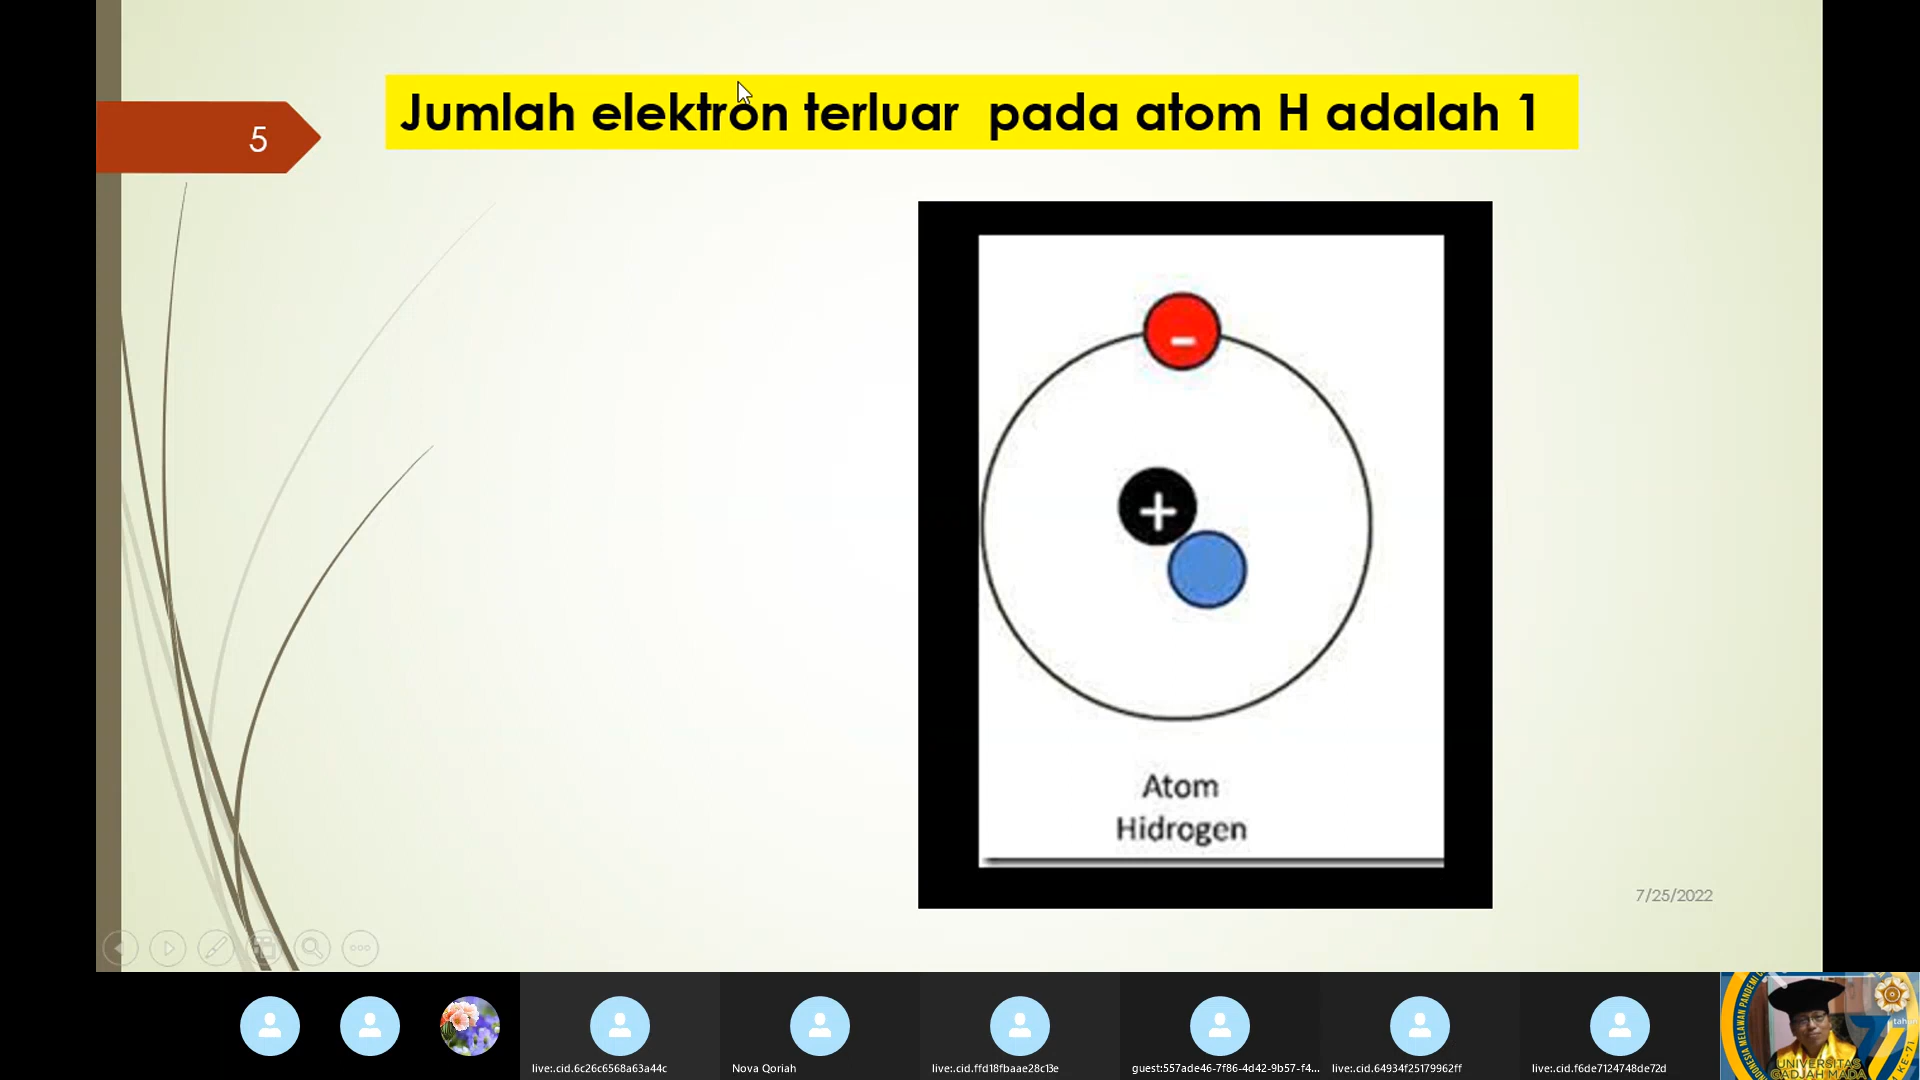 Jumlah elektron terluar pada atom H adalah 1
5
-
+
Atom
Hidrogen
7/25/2022
live:.cid.6c26c6568a63a44c
Nova Qoriah
live:.cid.ffd18fbaae28c13e
guest:557ade46-7f86-4d42-9b57-f4...
live:.cid.64934f25179962ff
live:.cid.f6de7124748de72d
UNIVERSITAS
GADJAH MADA